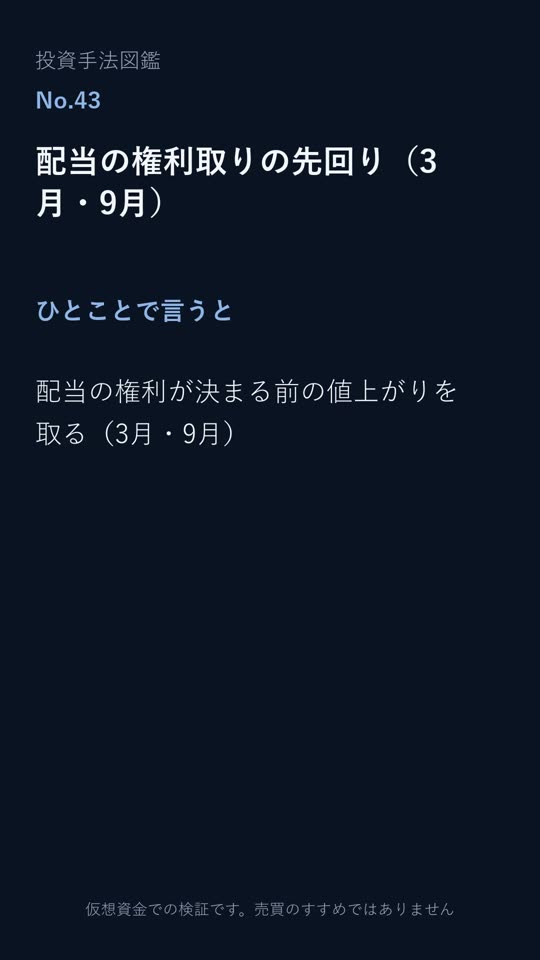 投資手法図鑑
No.43
配当の権利取りの先回り（3
月・9月）
ひとことで言うと
配当の権利が決まる前の値上がりを
取る（3月・9月）
仮想資金での検証です。売買のすすめではありません